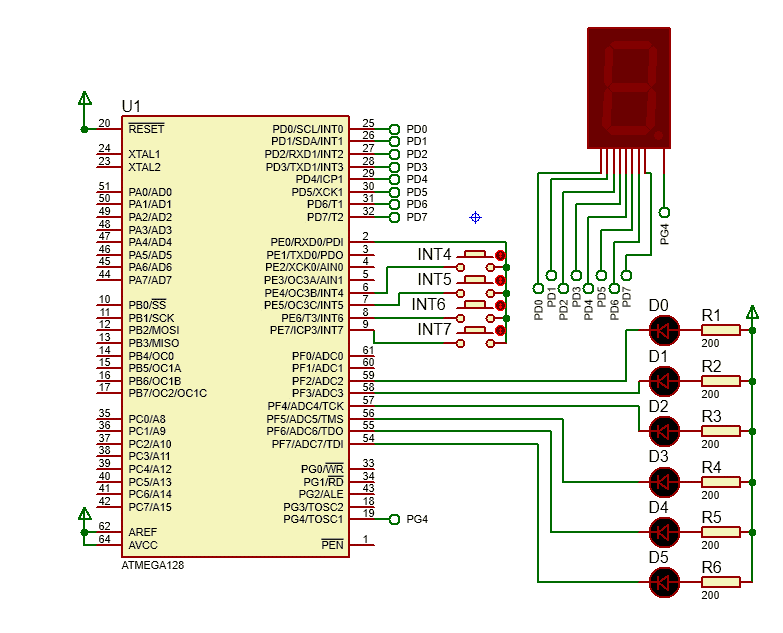 U1
20 RESET
24 XTAL1
23 XTAL2
51 PA0/AD0
50 PA1/AD1
49 PA2/AD2
48 PA3/AD3
47 PA4/AD4
46 PA5/AD5
45 PA6/AD6
44 PA7/AD7
10 PB0/SS
11 PB1/SCK
12 PB2/MOSI
13 PB3/MISO
14 PB4/OC0
15 PB5/OC1A
16 PB6/OC1B
17 PB7/OC2/OC1C
35 PC0/A8
36 PC1/A9
37 PC2/A10
38 PC3/A11
39 PC4/A12
40 PC5/A13
41 PC6/A14
42 PC7/A15
62 AREF
64 AVCC
ATMEGA128
PD0/SCL/INT0 25 PD0
PD1/SDA/INT1 26 PD1
PD2/RXD1/INT2 27 PD2
PD3/TXD1/INT3 28 PD3
PD4/ICP1 29 PD4
PD5/XCK1 30 PD5
PD6/T1 31 PD6
PD7/T2 32 PD7
PE0/RXD0/PDI 2
PE1/TXD0/PDO 3
PE2/XCK0/AIN0 4
PE3/OC3A/AIN1 5
PE4/OC3B/INT4 6
PE5/OC3C/INT5 7
PE6/T3/INT6 8
PE7/ICP3/INT7 9
PF0/ADC0 61
PF1/ADC1 60
PF2/ADC2 59
PF3/ADC3 58
PF4/ADC4/TCK 57
PF5/ADC5/TMS 56
PF6/ADC6/TDO 55
PF7/ADC7/TDI 54
PG0/WR 33
PG1/RD 34
PG2/ALE 43
PG3/TOSC2 18
PG4/TOSC1 19 PG4
PEN 1
INT4
INT5
INT6
INT7
PD0
PD1
PD2
PD3
PD4
PD5
PD6
PD7
PG4
D0
R1
200
D1
R2
200
D2
R3
200
D3
R4
200
D4
R5
200
D5
R6
200